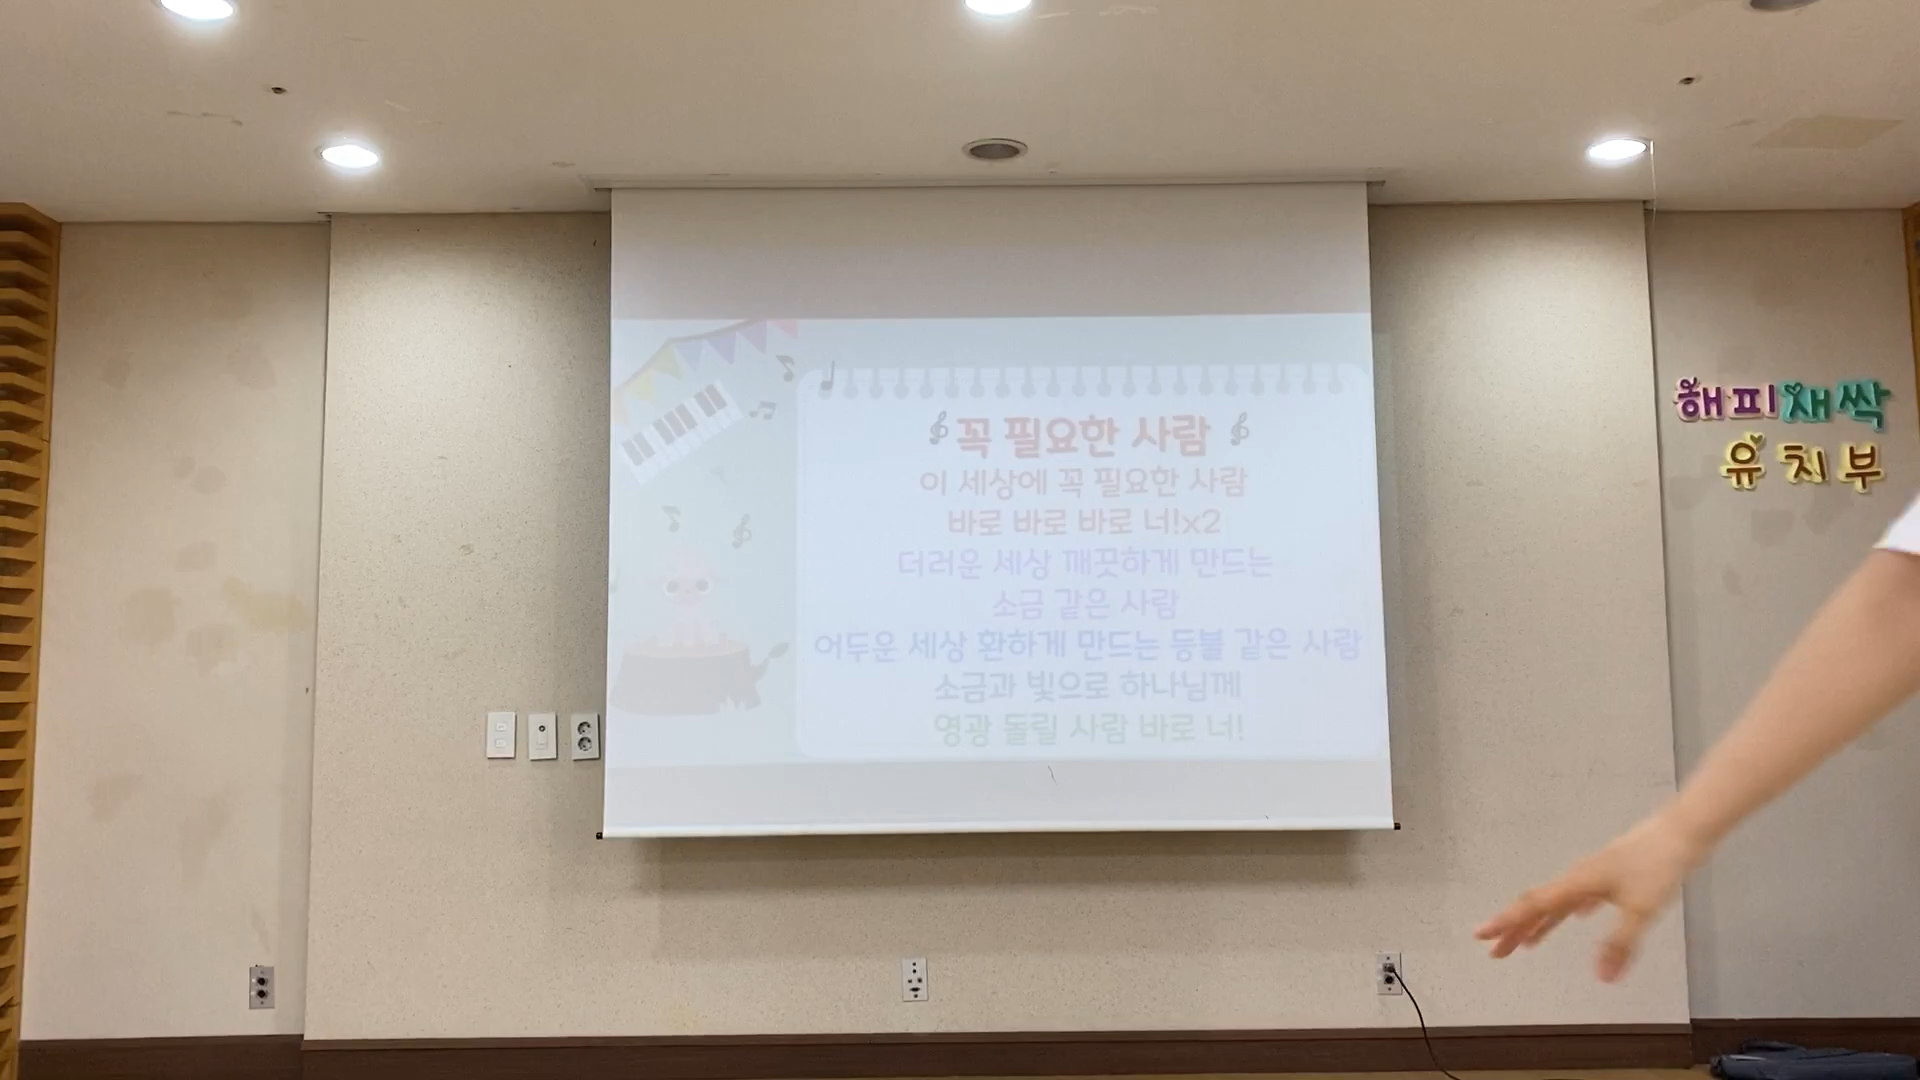 꼭 필요한 사람
이 세상에 꼭 필요한 사람
바로 바로 바로 너!x2
더러운 세상 깨끗하게 만드는
소금 같은 사람
어두운 세상 환하게 만드는 등불 같은 사람
소금과 빛으로 하나님께
영광 돌릴 사람 바로 너!
해피새싹
유치부